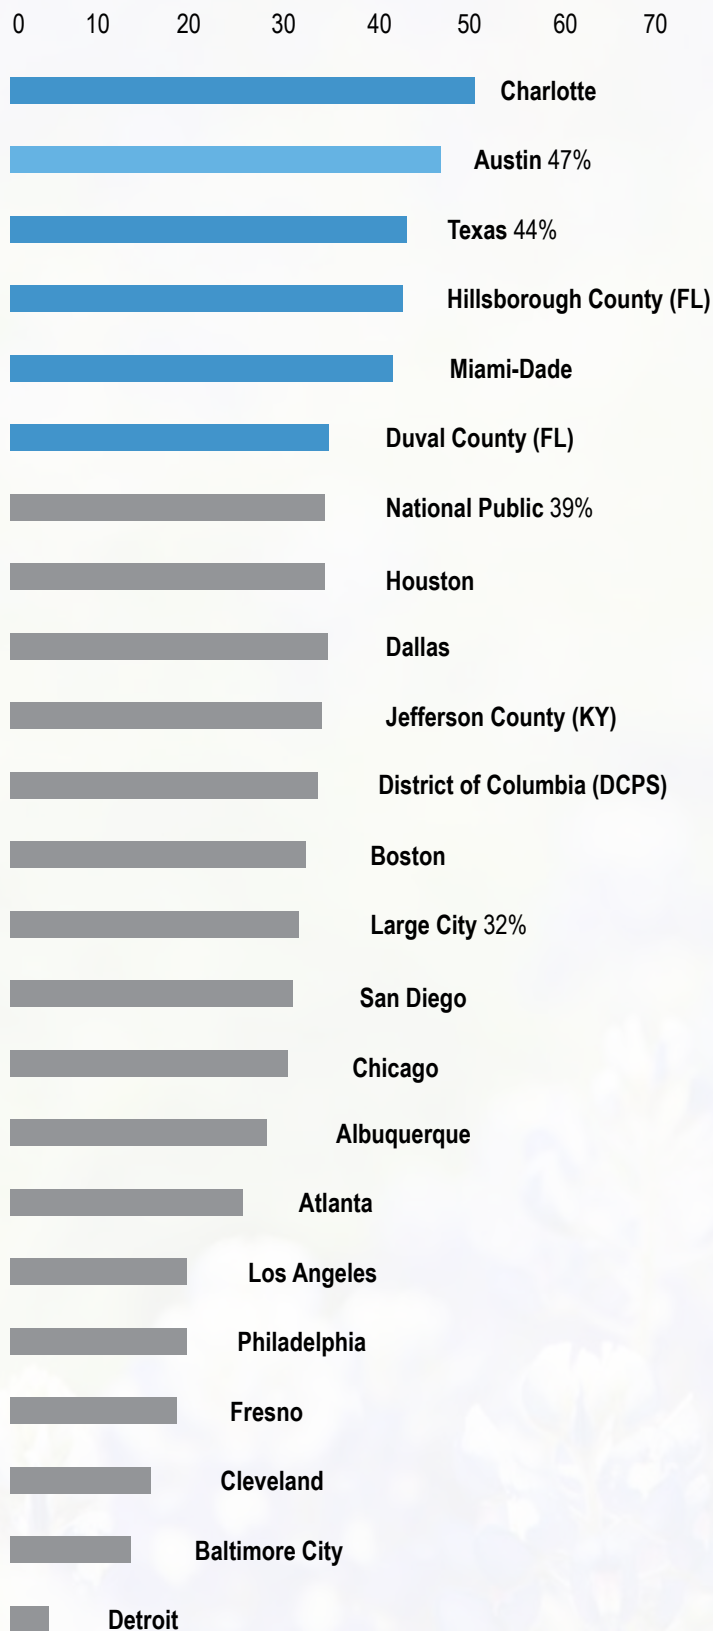 0 10 20 30 40 50 60 70
Charlotte
Austin 47%
Texas 44%
Hillsborough County (FL)
Miami-Dade
Duval County (FL)
National Public 39%
Houston
Dallas
Jefferson County (KY)
District of Columbia (DCPS)
Boston
Large City 32%
San Diego
Chicago
Albuquerque
Atlanta
Los Angeles
Philadelphia
Fresno
Cleveland
Baltimore City
Detroit